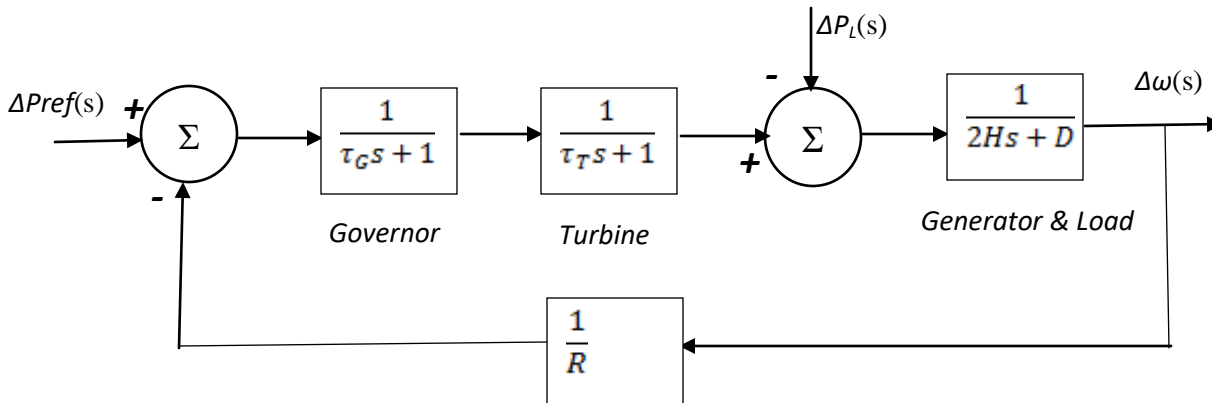 ΔP_L(s)
ΔPref(s)
+
-
Σ
1
τ_G s + 1
Governor
1
τ_T s + 1
Turbine
-
+
Σ
1
2Hs + D
Generator & Load
Δω(s)
1
R